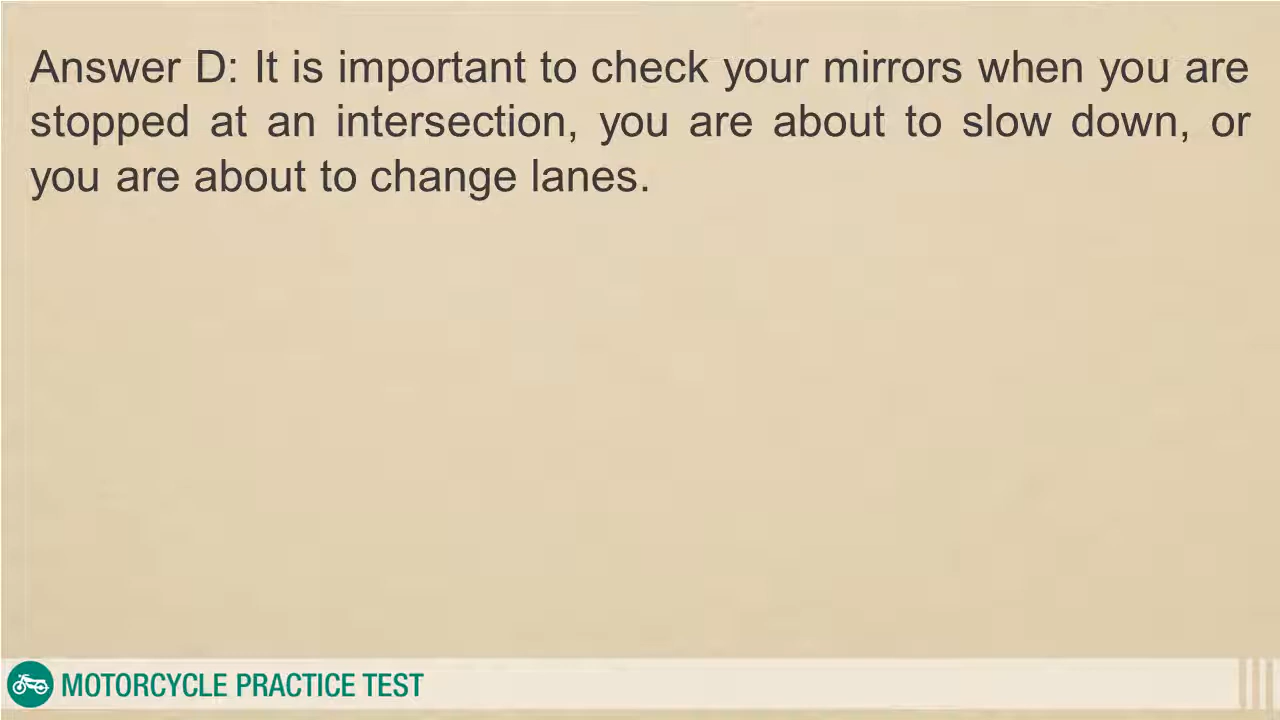 Answer D: It is important to check your mirrors when you are
stopped at an intersection, you are about to slow down, or
you are about to change lanes.
MOTORCYCLE PRACTICE TEST